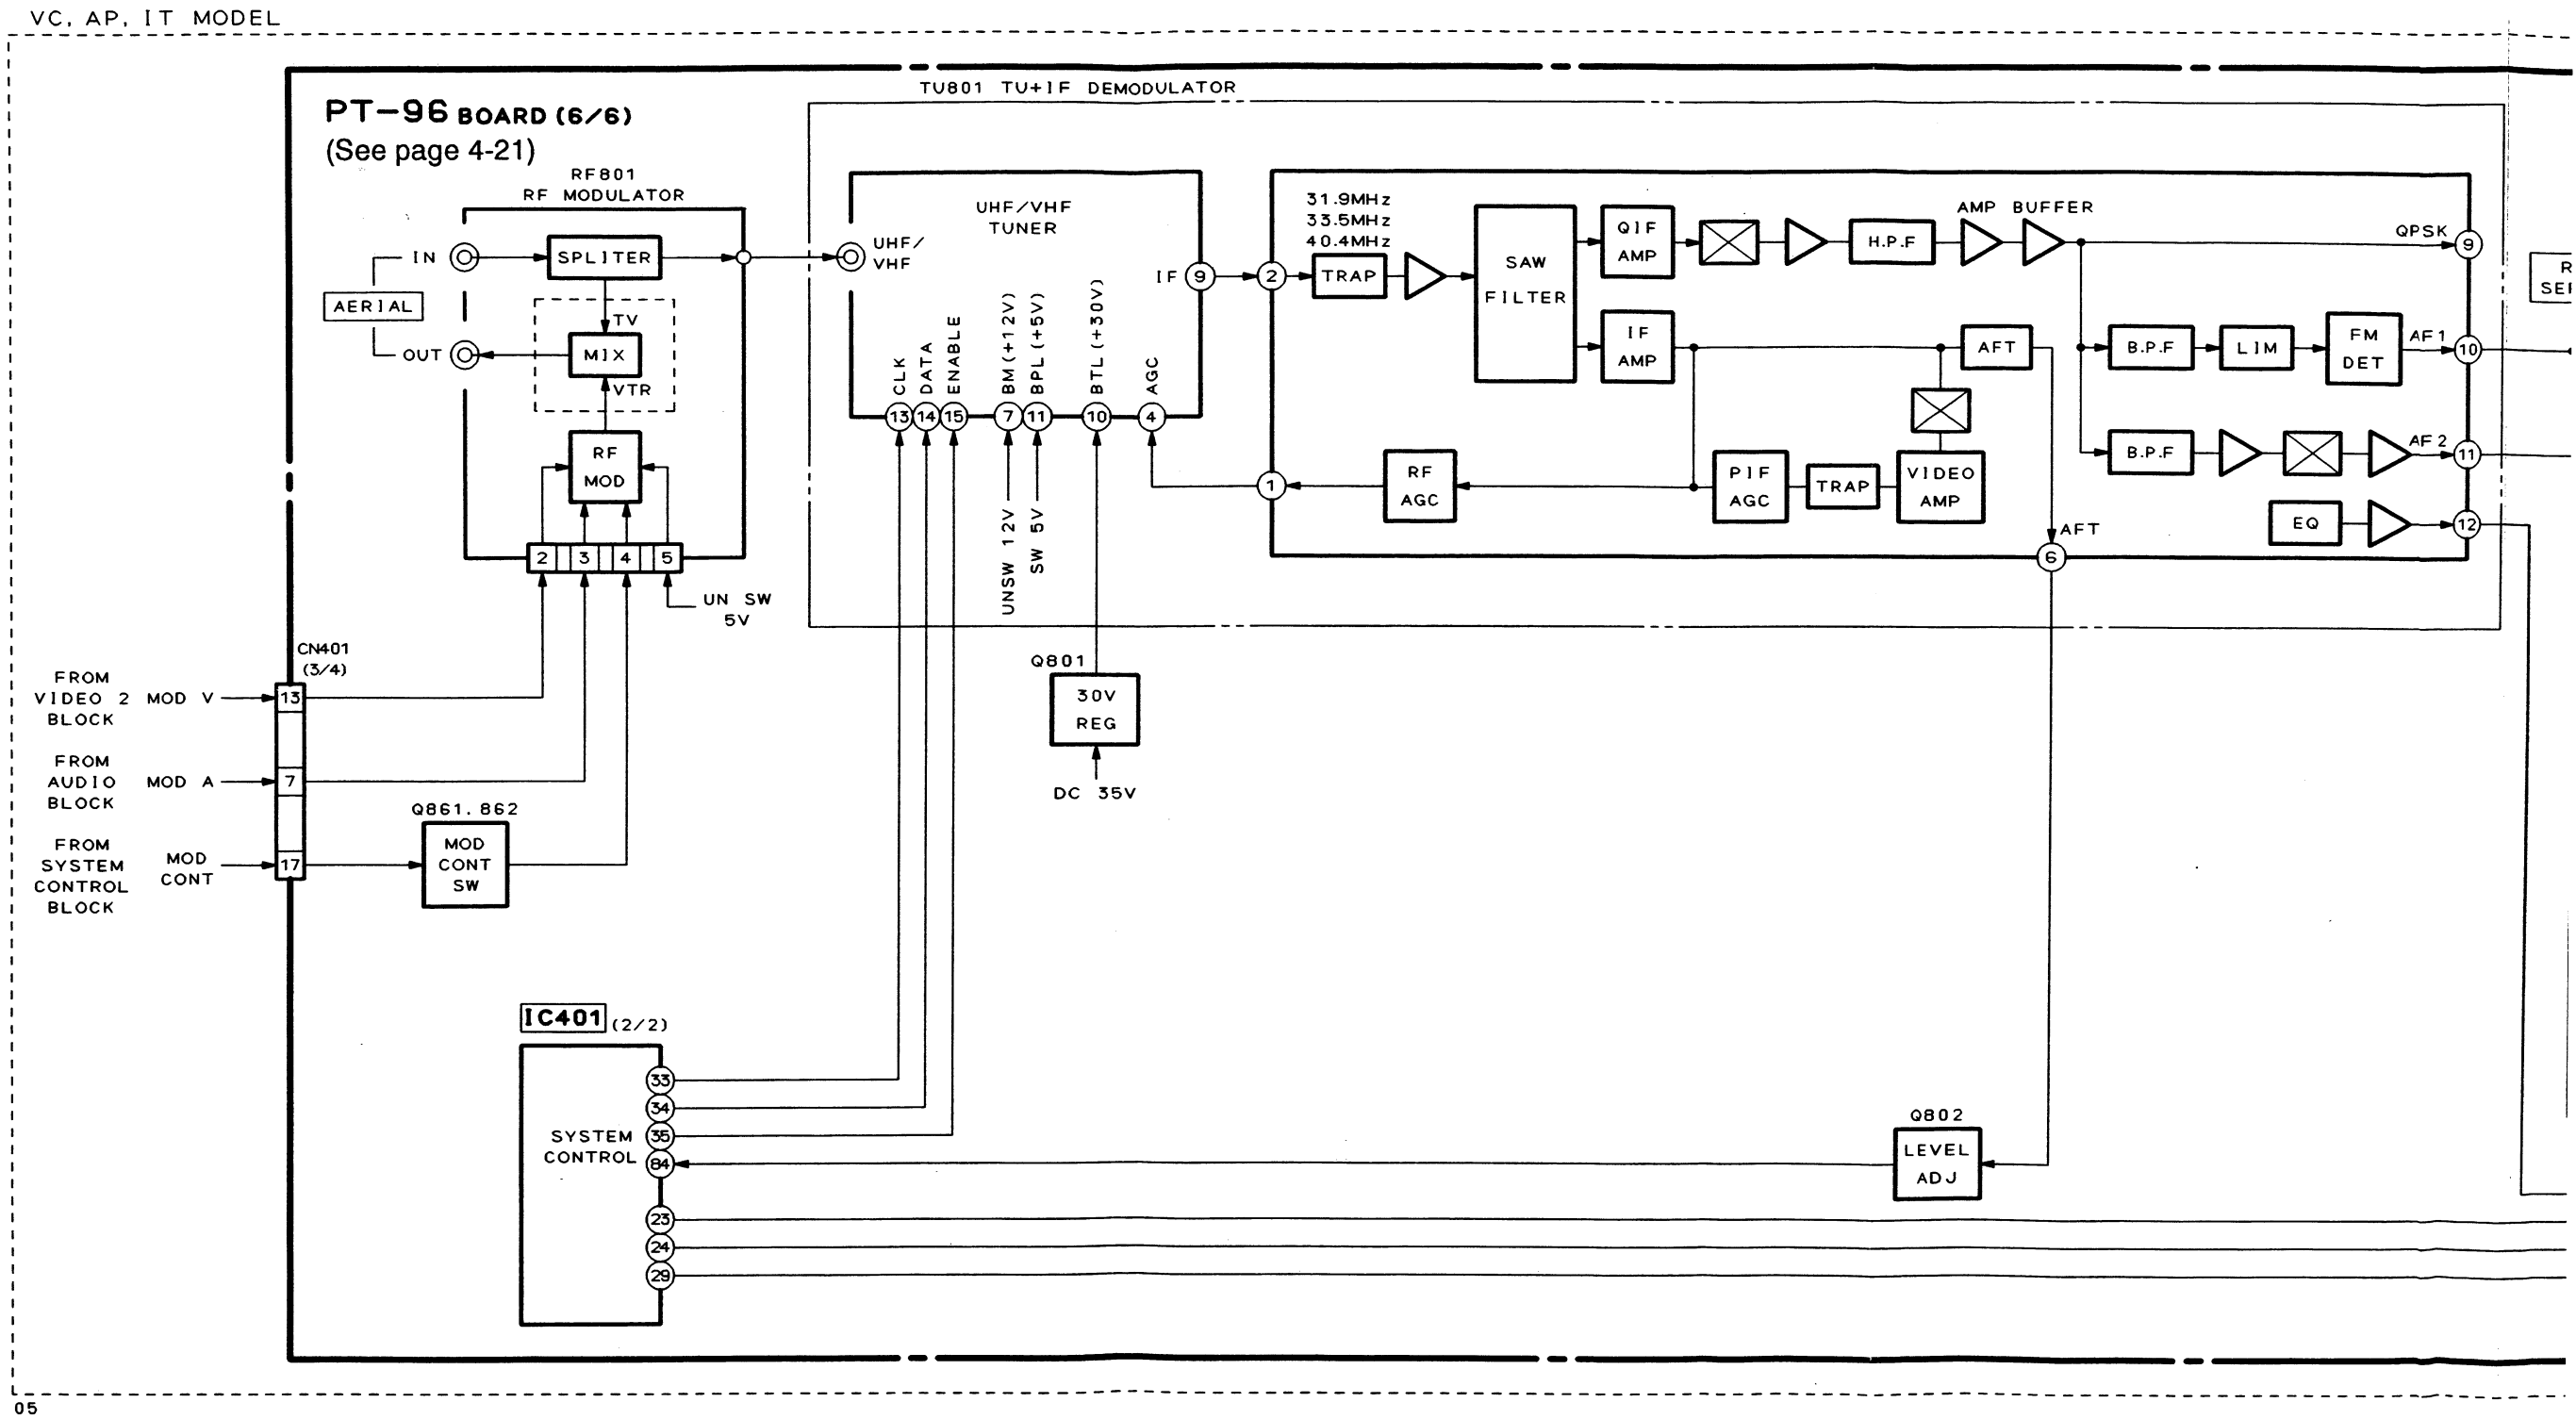 VC, AP, IT MODEL
TU801 TU+IF DEMODULATOR
PT-96 BOARD (6/6)
(See page 4-21)
RF801
RF MODULATOR
IN
AERIAL
OUT
SPLITER
TV
MIX
VTR
RF
MOD
2 3 4 5
UN SW
5V
UHF/
VHF
UHF/VHF
TUNER
IF 9
CLK
DATA
ENABLE
BM (+12V)
BPL (+5V)
BTL (+30V)
AGC
13 14 15 7 11 10 4
UNSW 12V
SW 5V
Q801
30V
REG
DC 35V
2
31.9MHz
33.5MHz
40.4MHz
TRAP
SAW
FILTER
QIF
AMP
H.P.F
AMP BUFFER
QPSK
9
IF
AMP
AFT
B.P.F
LIM
FM
DET
AF1
10
B.P.F
AF2
11
1
RF
AGC
PIF
AGC
TRAP
VIDEO
AMP
EQ
12
AFT
6
R
SE
CN401
(3/4)
FROM
VIDEO 2
BLOCK
MOD V
13
FROM
AUDIO
BLOCK
MOD A
7
FROM
SYSTEM
CONTROL
BLOCK
MOD
CONT
17
Q861.862
MOD
CONT
SW
IC401 (2/2)
SYSTEM
CONTROL
33
34
35
84
23
24
29
Q802
LEVEL
ADJ
05